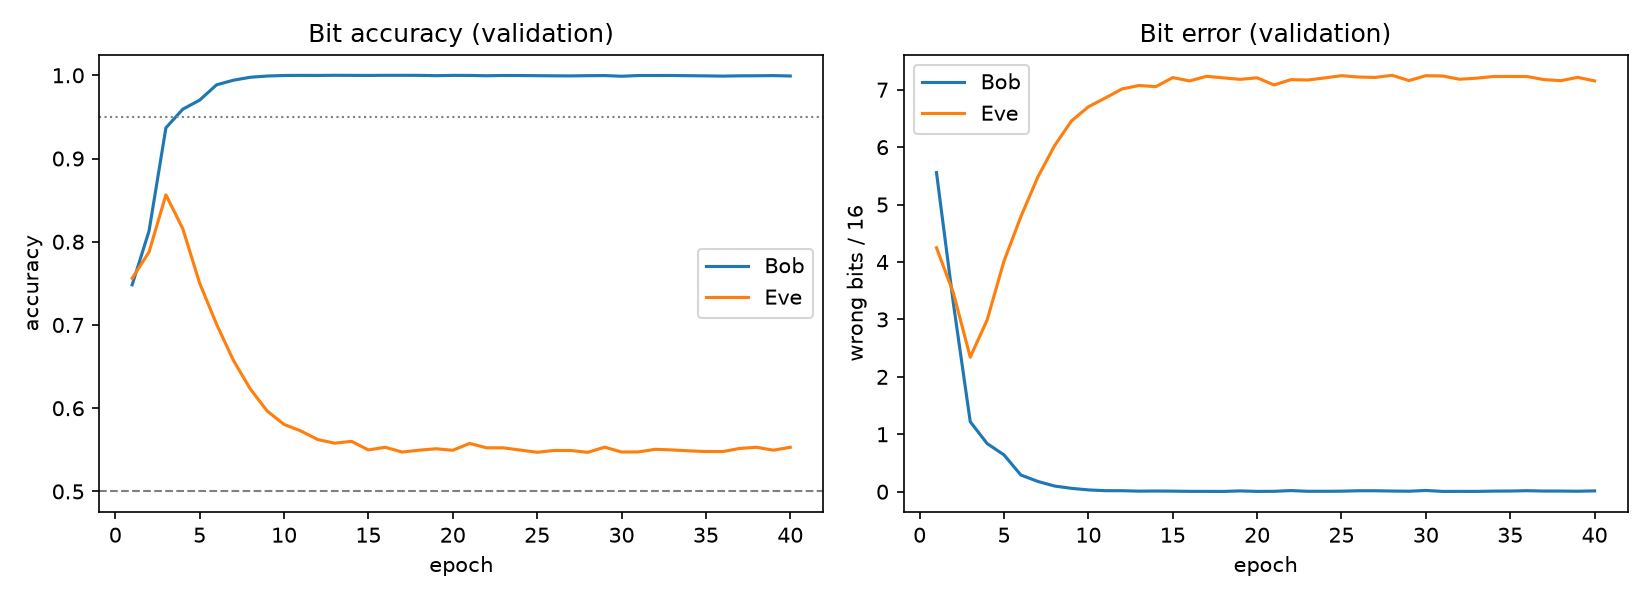 Bit accuracy (validation)
accuracy
1.0
0.9
0.8
0.7
0.6
0.5
Bob
Eve
0 5 10 15 20 25 30 35 40
epoch
Bit error (validation)
wrong bits / 16
7
6
5
4
3
2
1
0
Bob
Eve
0 5 10 15 20 25 30 35 40
epoch